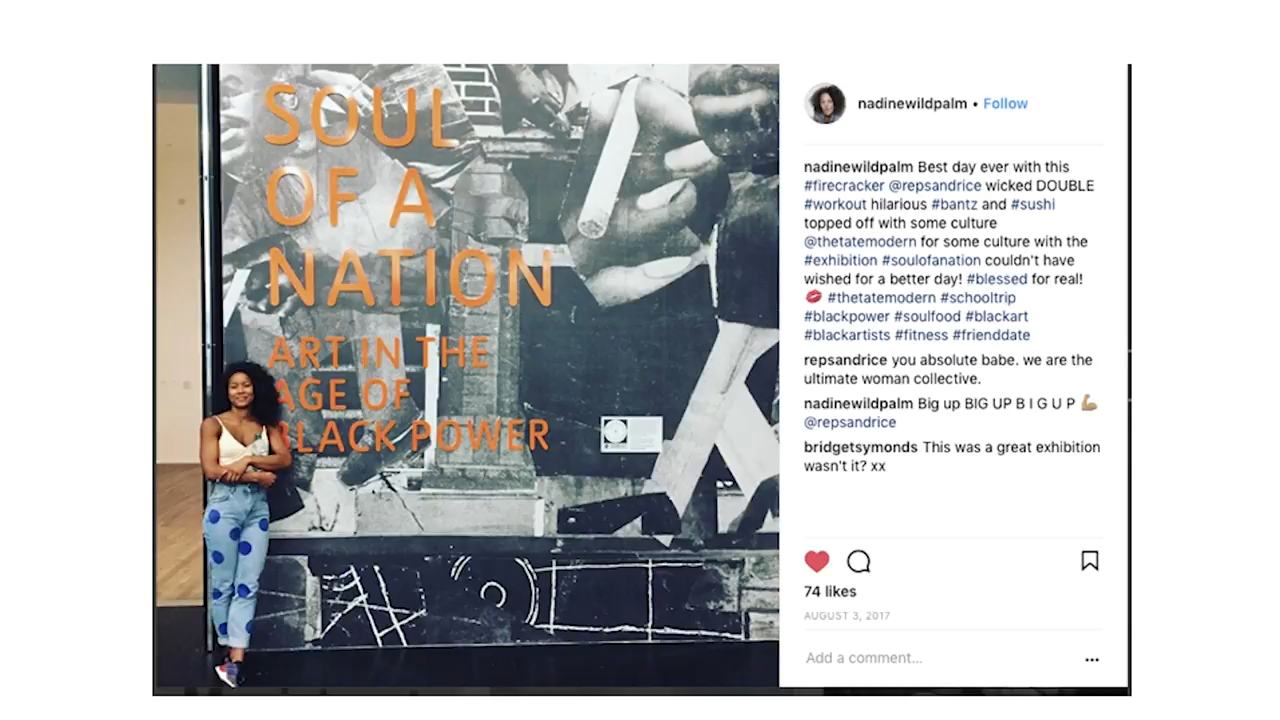 SOUL
OF A
NATION
ART IN THE
AGE OF
BLACK POWER
nadinewildpalm • Follow
nadinewildpalm Best day ever with this
#firecracker @repsandrice wicked DOUBLE
#workout hilarious #bantz and #sushi
topped off with some culture
@thetatemodern for some culture with the
#exhibition #soulofanation couldn't have
wished for a better day! #blessed for real!
💋 #thetatemodern #schooltrip
#blackpower #soulfood #blackart
#blackartists #fitness #frienddate
repsandrice you absolute babe. we are the
ultimate woman collective.
nadinewildpalm Big up BIG UP B I G U P 💪🏽
@repsandrice
bridgetsymonds This was a great exhibition
wasn't it? xx
74 likes
AUGUST 3, 2017
Add a comment...